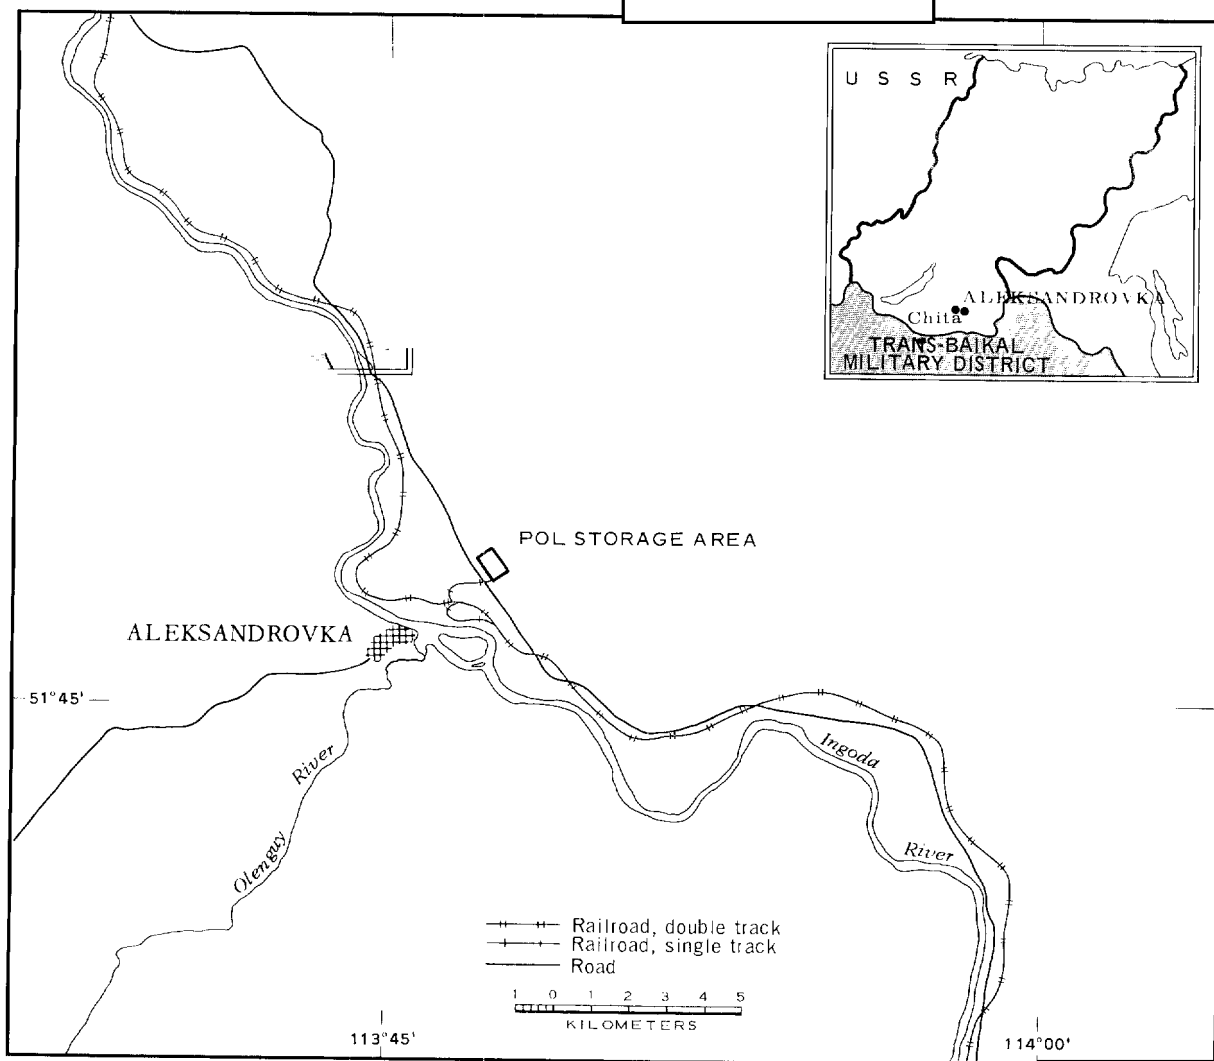 U S S R
ALEKSANDROVKA
Chita
TRANS-BAIKAL
MILITARY DISTRICT
POL STORAGE AREA
ALEKSANDROVKA
51°45'
River
Olenguy
Ingoda
River
Railroad, double track
Railroad, single track
Road
1 0 1 2 3 4 5
KILOMETERS
113°45'
114°00'